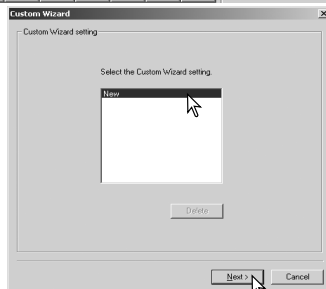 Custom Wizard
Custom Wizard setting
Select the Custom Wizard setting.
New
Delete
Next >
Cancel